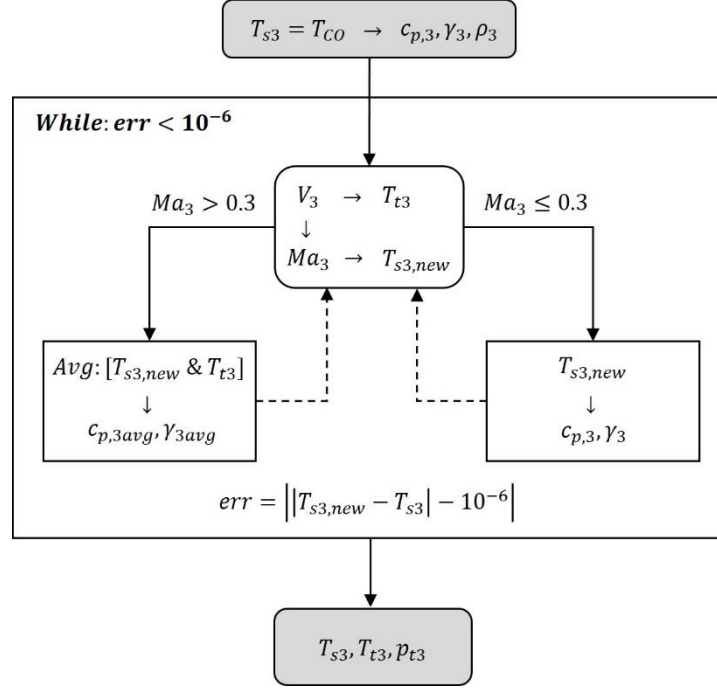 T_{s3} = T_{CO} → c_{p,3}, γ_3, ρ_3
While: err < 10^{-6}
Ma_3 > 0.3
V_3 → T_{t3}
↓
Ma_3 → T_{s3,new}
Ma_3 ≤ 0.3
Avg: [T_{s3,new} & T_{t3}]
↓
c_{p,3avg}, γ_{3avg}
T_{s3,new}
↓
c_{p,3}, γ_3
err = ||T_{s3,new} − T_{s3}| − 10^{-6}|
T_{s3}, T_{t3}, p_{t3}